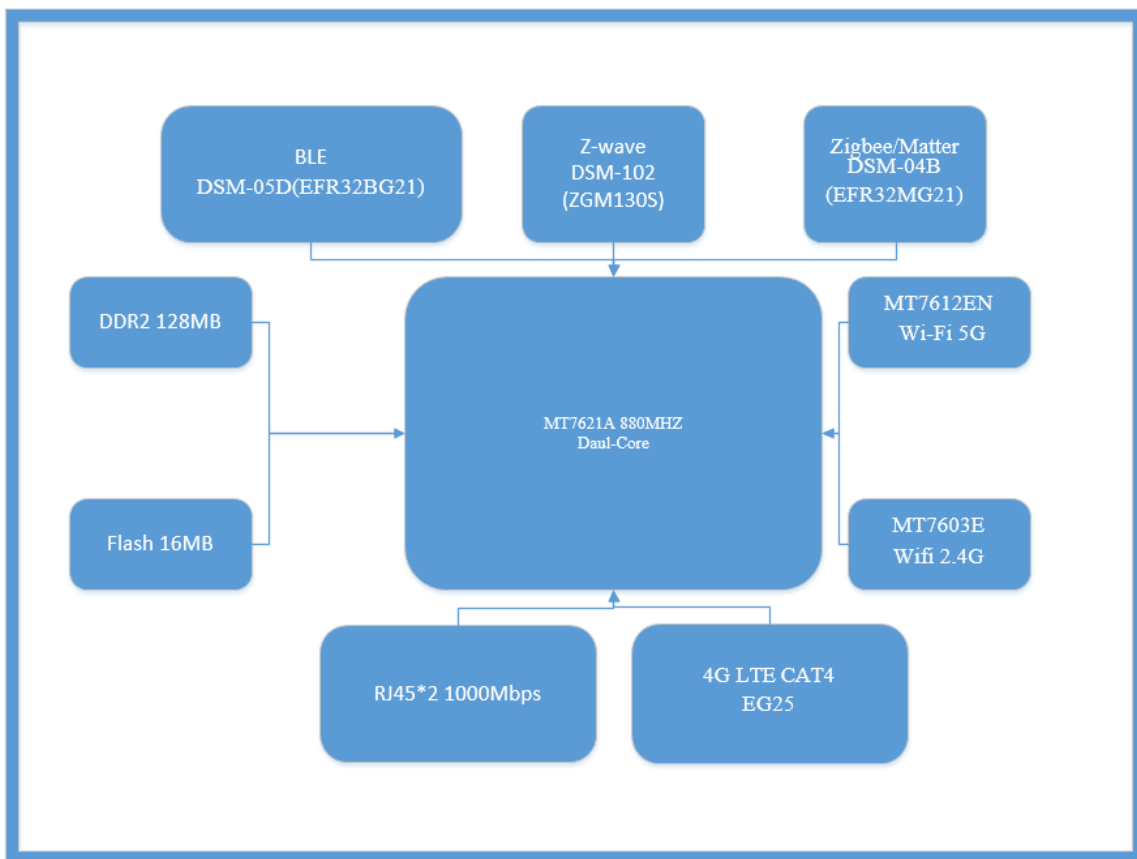 BLE
DSM-05D(EFR32BG21)
Z-wave
DSM-102
(ZGM130S)
Zigbee/Matter
DSM-04B
(EFR32MG21)
DDR2 128MB
MT7612EN
Wi-Fi 5G
MT7621A 880MHZ
Daul-Core
Flash 16MB
MT7603E
Wifi 2.4G
RJ45*2 1000Mbps
4G LTE CAT4
EG25